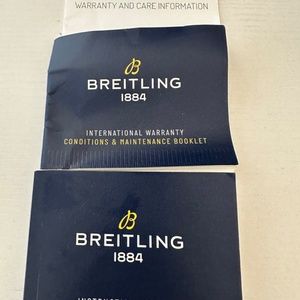 WARRANTY AND CARE INFORMATION
B
BREITLING
1884
INTERNATIONAL WARRANTY
CONDITIONS & MAINTENANCE BOOKLET
B
BREITLING
1884